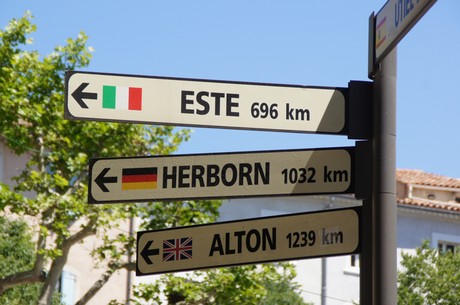 ESTE 696 km
HERBORN 1032 km
ALTON 1239 km